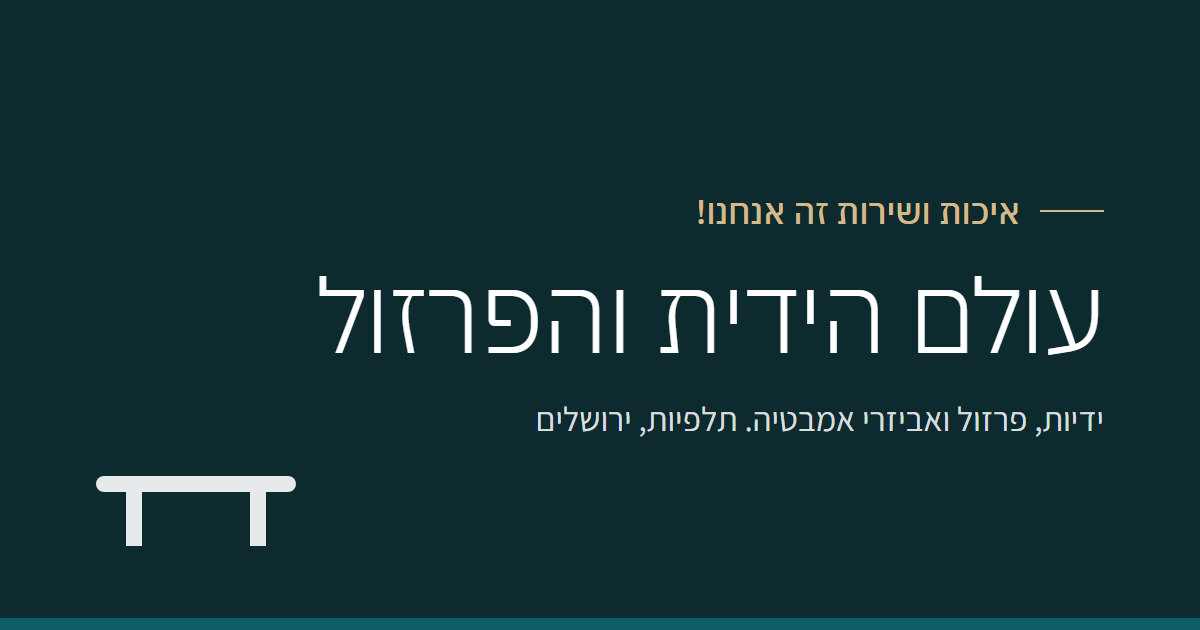 איכות ושירות זה אנחנו!
עולם הידית והפרזול
ידיות, פרזול ואביזרי אמבטיה. תלפיות, ירושלים